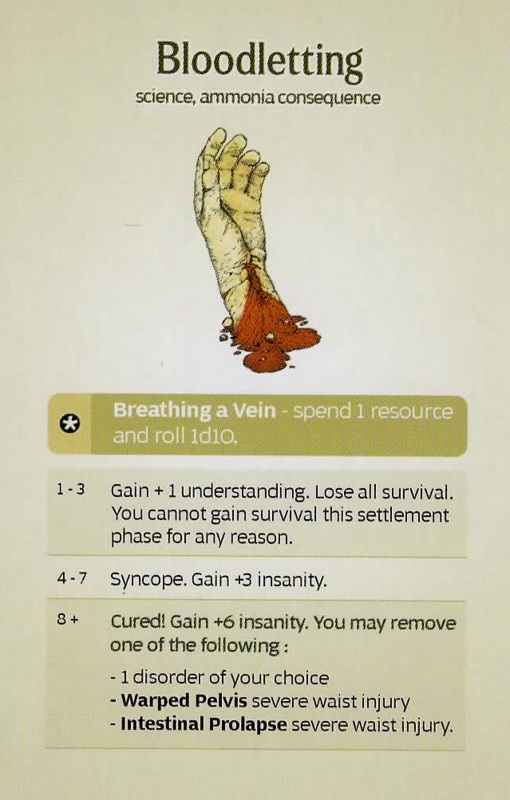 Bloodletting
science, ammonia consequence
Breathing a Vein - spend 1 resource
and roll 1d10.
1 - 3 Gain + 1 understanding. Lose all survival.
You cannot gain survival this settlement
phase for any reason.
4 - 7 Syncope. Gain +3 insanity.
8 + Cured! Gain +6 insanity. You may remove
one of the following :
- 1 disorder of your choice
- Warped Pelvis severe waist injury
- Intestinal Prolapse severe waist injury.